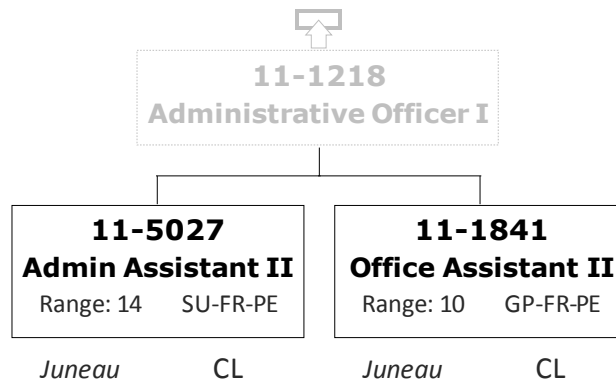 11-1218
Administrative Officer I
11-5027
Admin Assistant II
Range: 14 SU-FR-PE
Juneau CL
11-1841
Office Assistant II
Range: 10 GP-FR-PE
Juneau CL